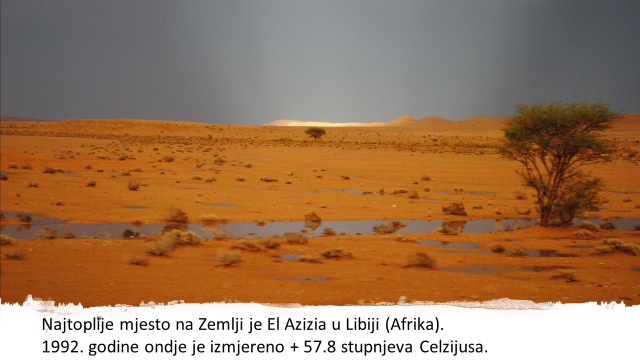 Najtoplije mjesto na Zemlji je El Azizia u Libiji (Afrika).
1992. godine ondje je izmjereno + 57.8 stupnjeva Celzijusa.